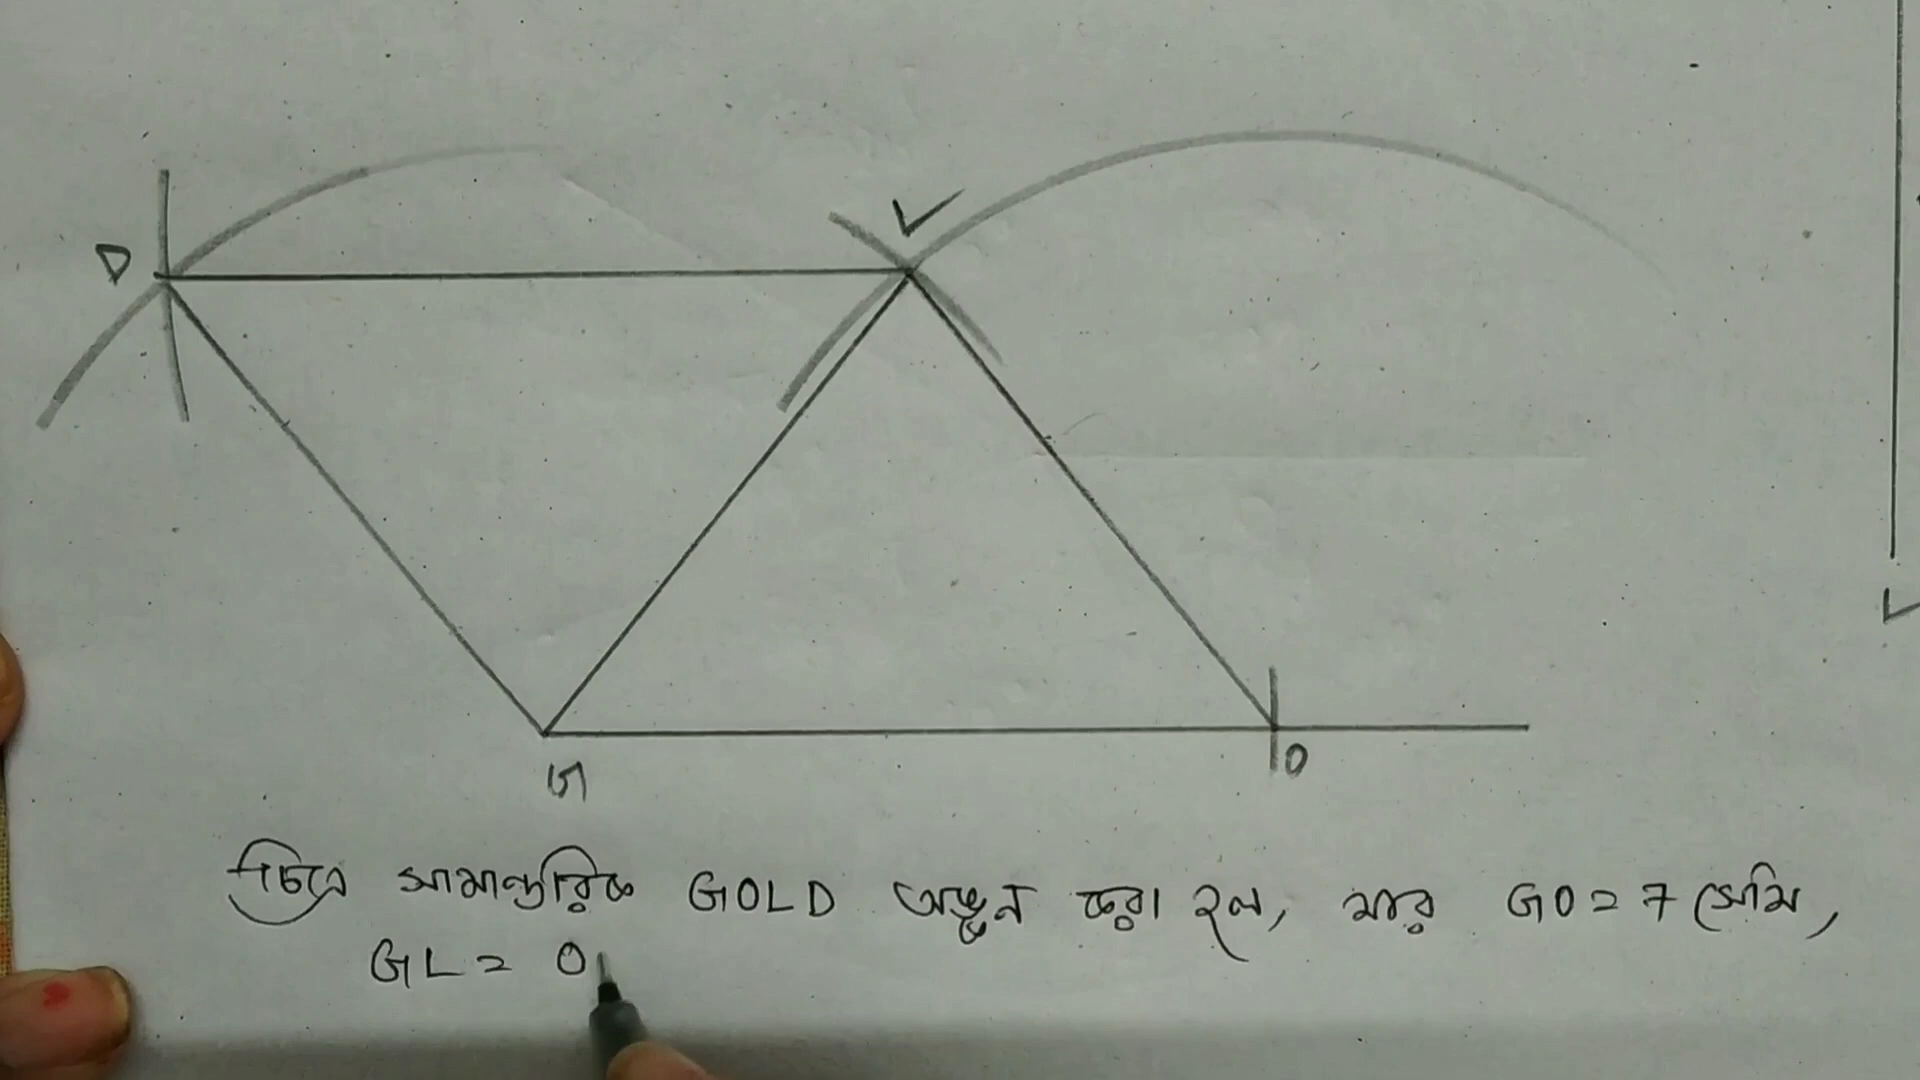 D
L
G
O
L
চিত্রে সামান্তরিক GOLD অঙ্কন করা হল, যার GO = 7 সেমি,
GL = O